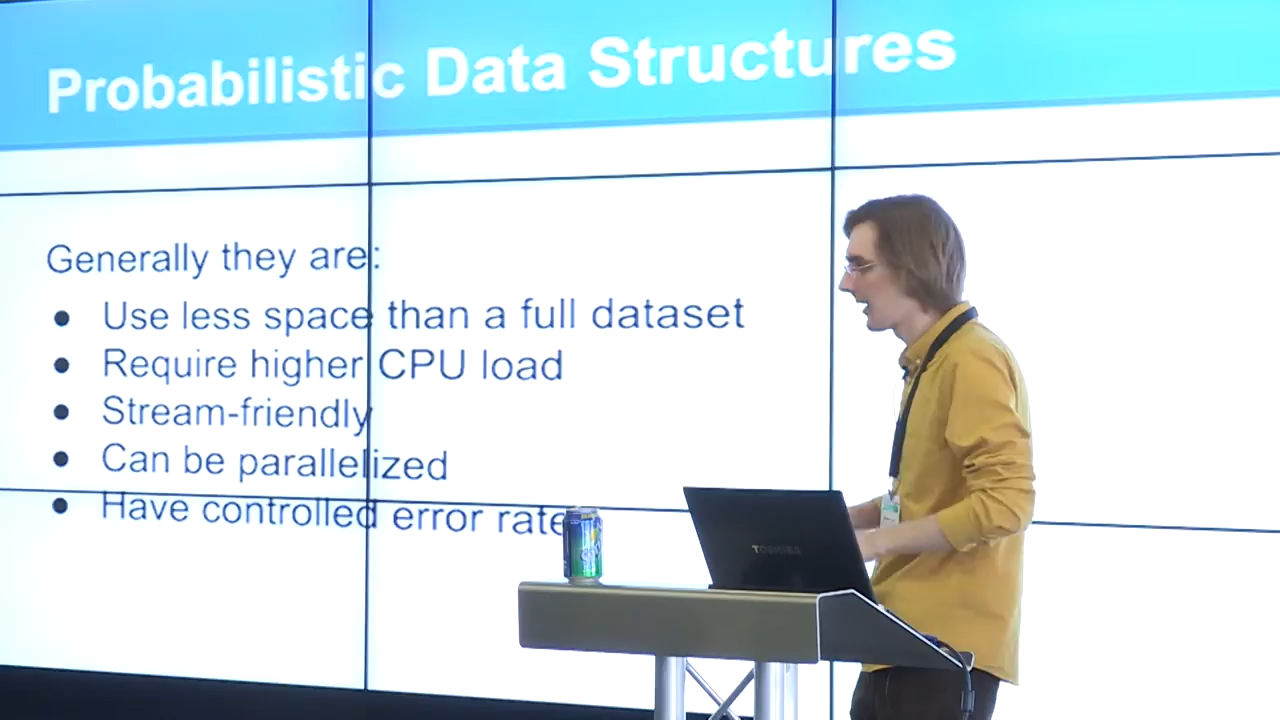 Probabilistic Data Structures
Generally they are:
● Use less space than a full dataset
● Require higher CPU load
● Stream-friendly
● Can be parallelized
● Have controlled error rate
TOSHIBA